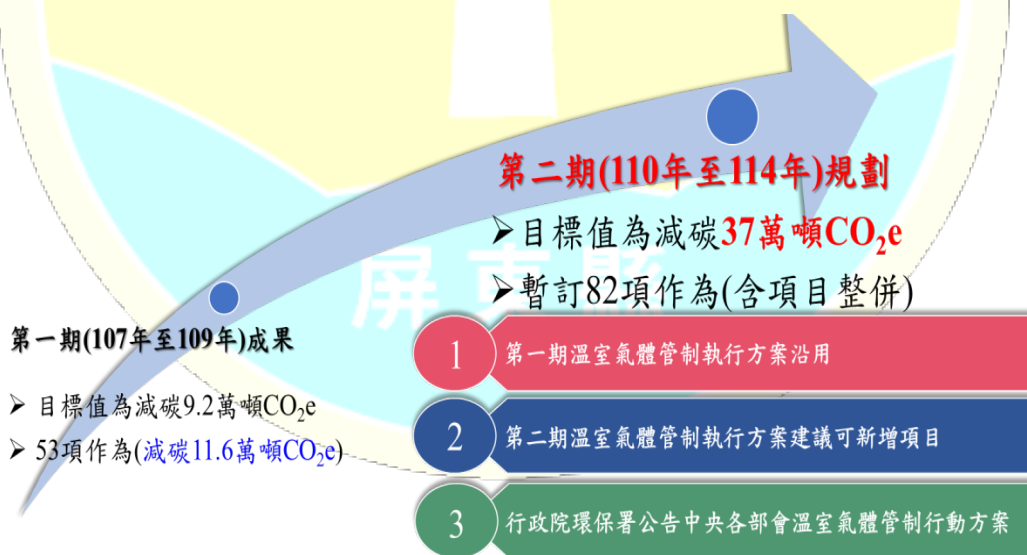 第一期(107年至109年)成果
➢ 目標值為減碳9.2萬噸CO₂e
➢ 53項作為(減碳11.6萬噸CO₂e)
第二期(110年至114年)規劃
➢目標值為減碳37萬噸CO₂e
➢暫訂82項作為(含項目整併)
屏東縣
1 第一期溫室氣體管制執行方案沿用
2 第二期溫室氣體管制執行方案建議可新增項目
3 行政院環保署公告中央各部會溫室氣體管制行動方案